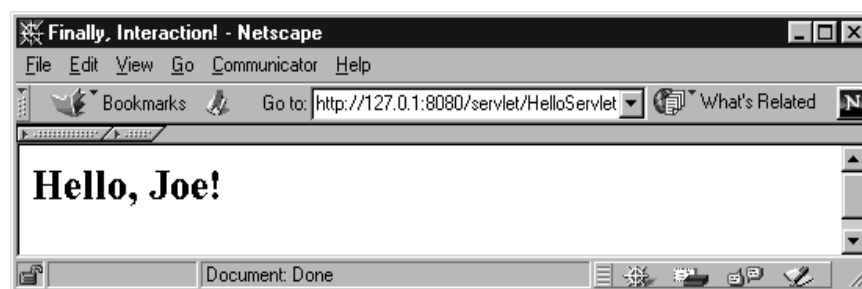 Finally, Interaction! - Netscape
File Edit View Go Communicator Help
Bookmarks Go to: http://127.0.1:8080/servlet/HelloServlet What's Related N
Hello, Joe!
Document: Done